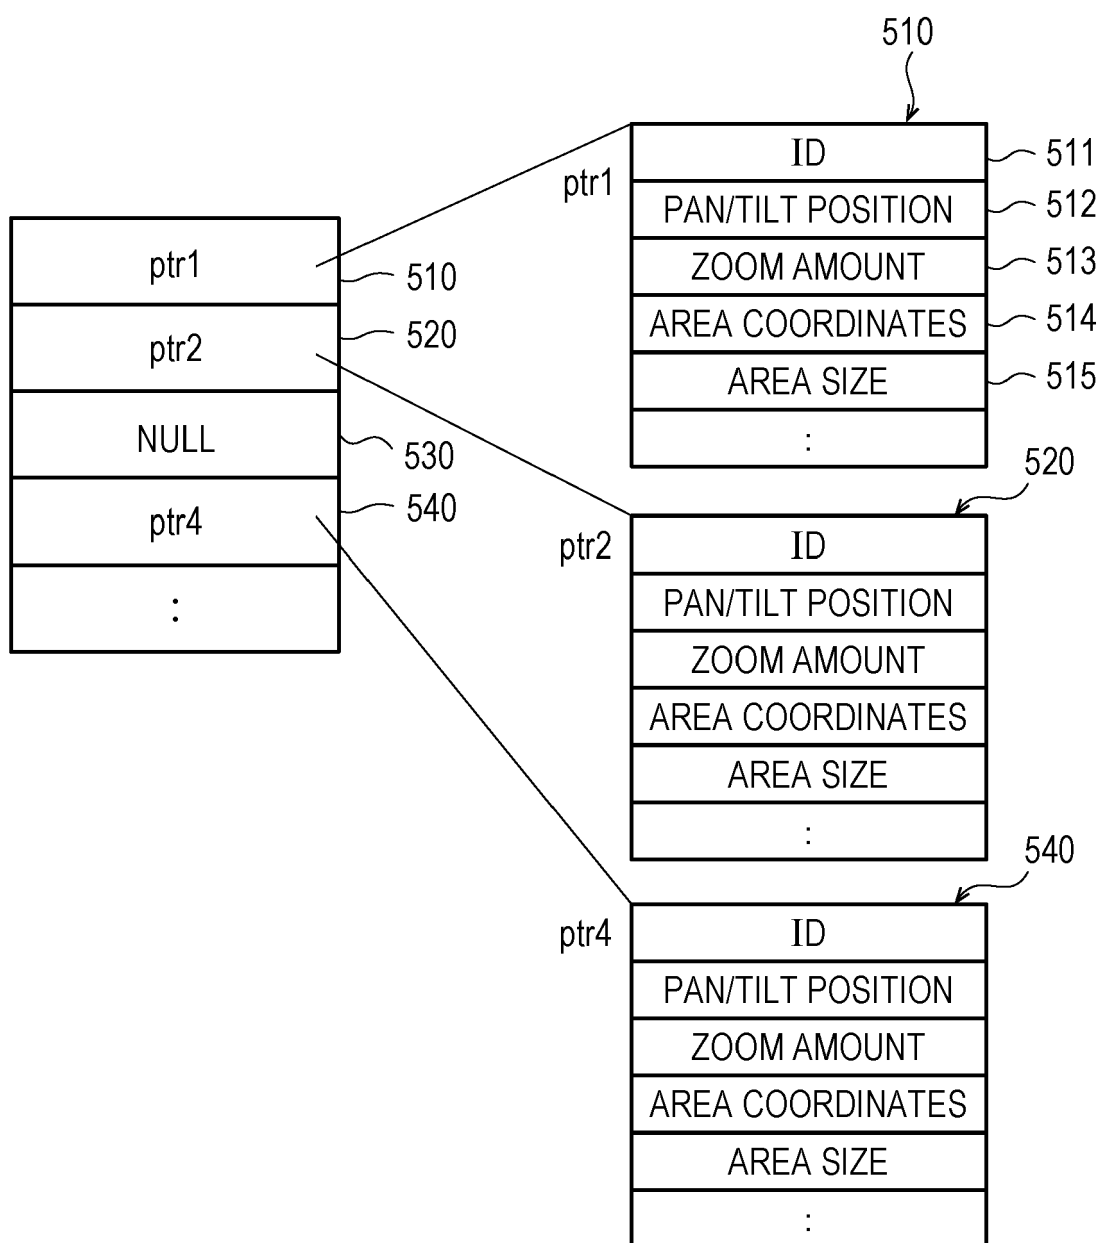 510
ptr1
ID
511
PAN/TILT POSITION
512
ZOOM AMOUNT
513
AREA COORDINATES
514
AREA SIZE
515
:
ptr1
510
ptr2
520
NULL
530
ptr4
540
:
520
ptr2
ID
PAN/TILT POSITION
ZOOM AMOUNT
AREA COORDINATES
AREA SIZE
:
540
ptr4
ID
PAN/TILT POSITION
ZOOM AMOUNT
AREA COORDINATES
AREA SIZE
: